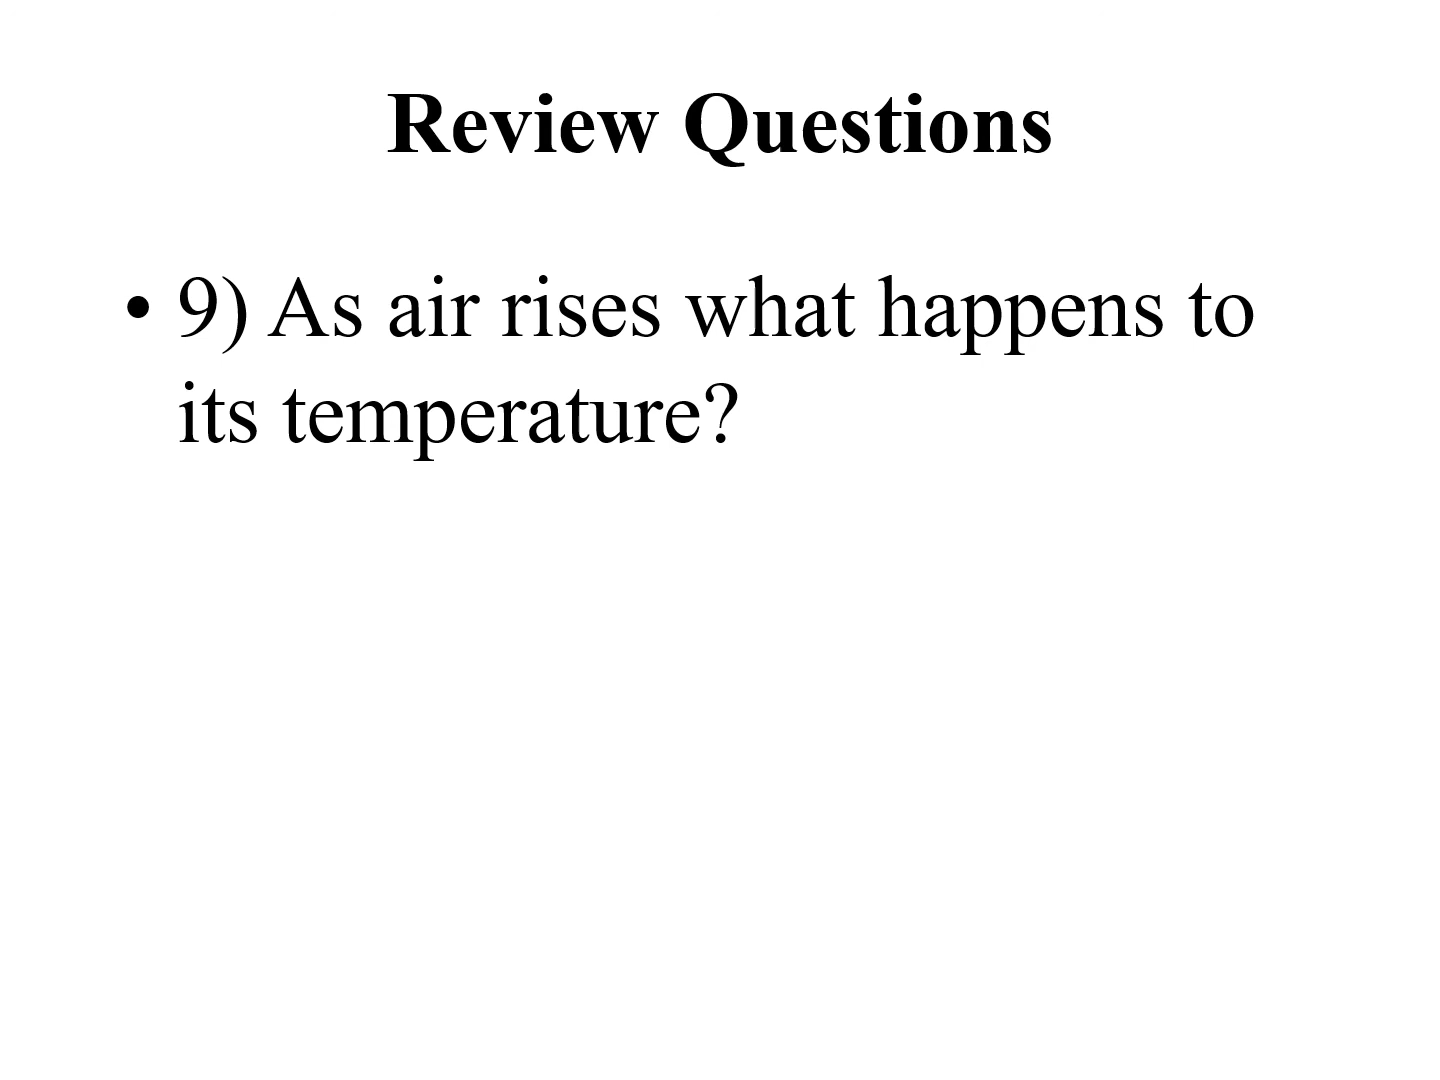 Review Questions
• 9) As air rises what happens to
its temperature?